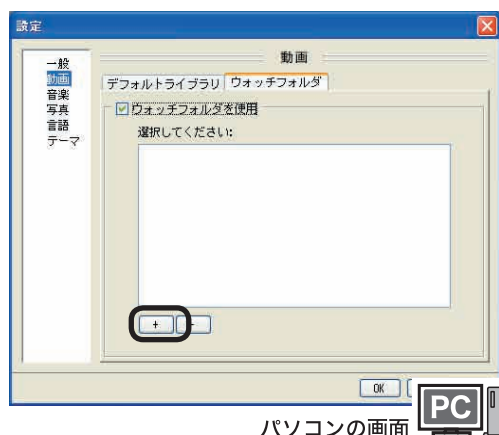 設定
一般
動画
音楽
写真
言語
テーマ
動画
デフォルトライブラリ ウォッチフォルダ
ウォッチフォルダを使用
選択してください:
+
OK
パソコンの画面
PC